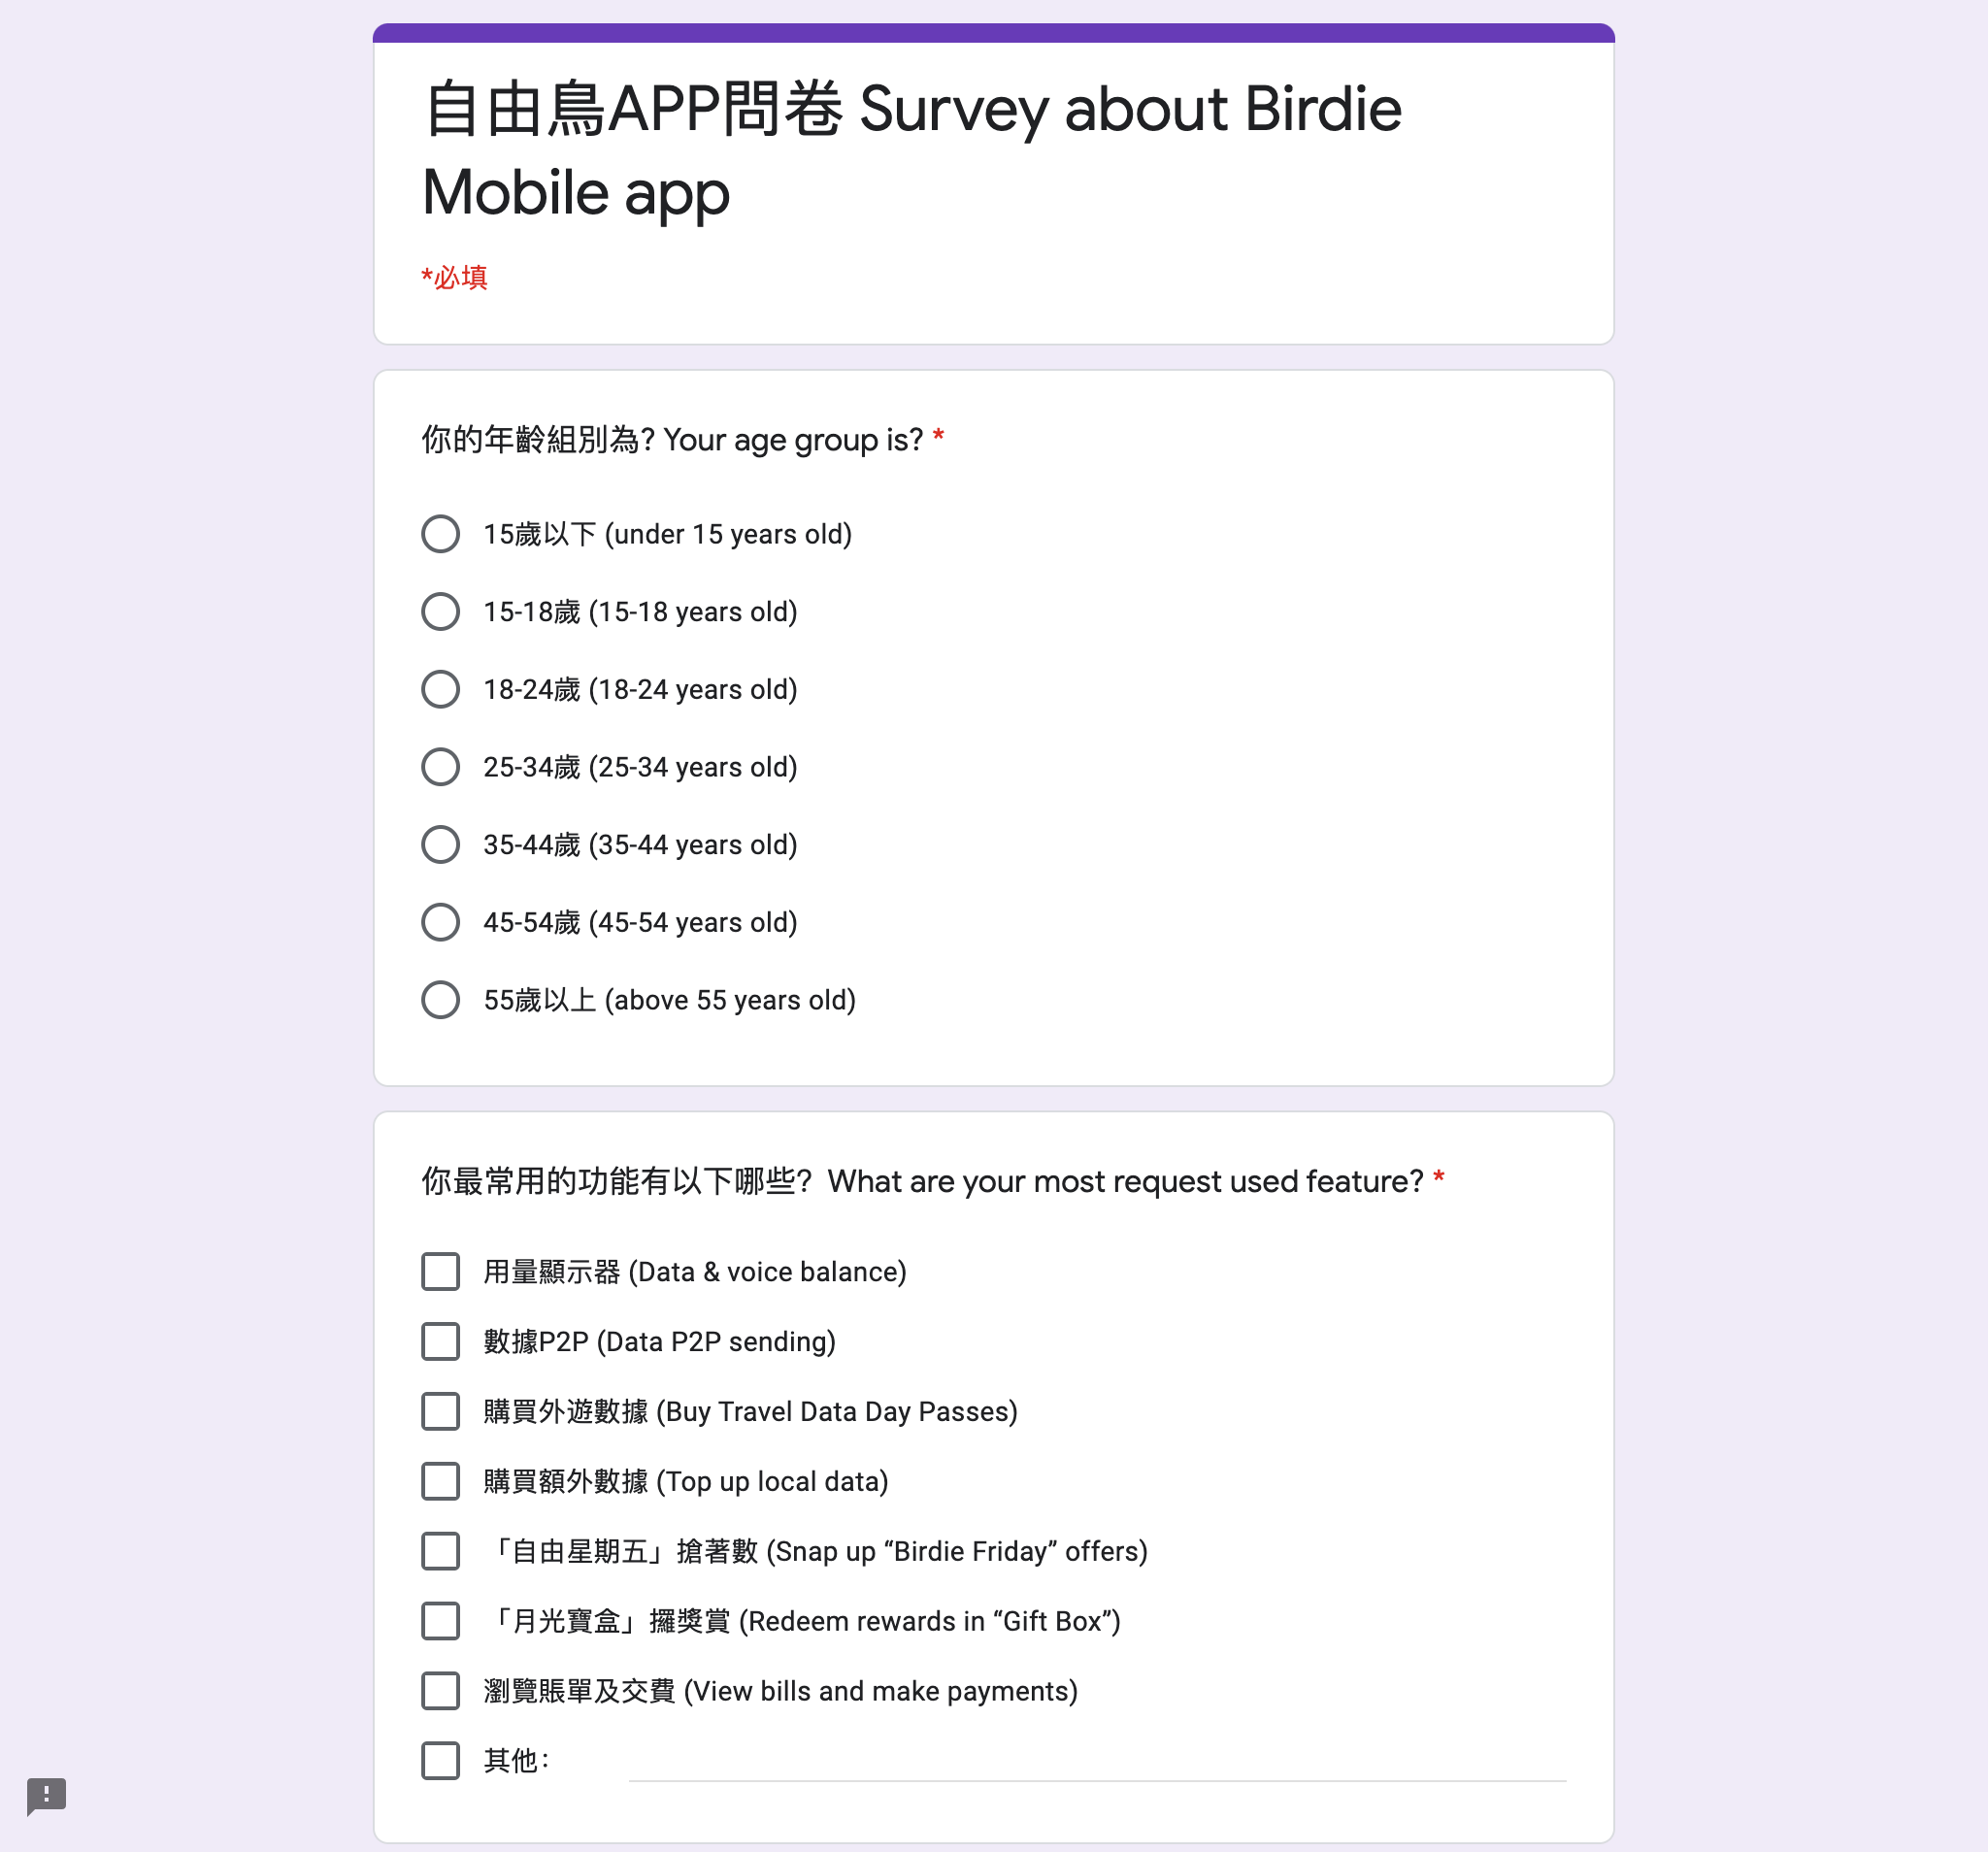 自由鳥APP問卷 Survey about Birdie
Mobile app
*必填
你的年齡組別為? Your age group is? *
15歲以下 (under 15 years old)
15-18歲 (15-18 years old)
18-24歲 (18-24 years old)
25-34歲 (25-34 years old)
35-44歲 (35-44 years old)
45-54歲 (45-54 years old)
55歲以上 (above 55 years old)
你最常用的功能有以下哪些? What are your most request used feature? *
用量顯示器 (Data & voice balance)
數據P2P (Data P2P sending)
購買外遊數據 (Buy Travel Data Day Passes)
購買額外數據 (Top up local data)
「自由星期五」搶著數 (Snap up “Birdie Friday” offers)
「月光寶盒」攞獎賞 (Redeem rewards in “Gift Box”)
瀏覽賬單及交費 (View bills and make payments)
其他：